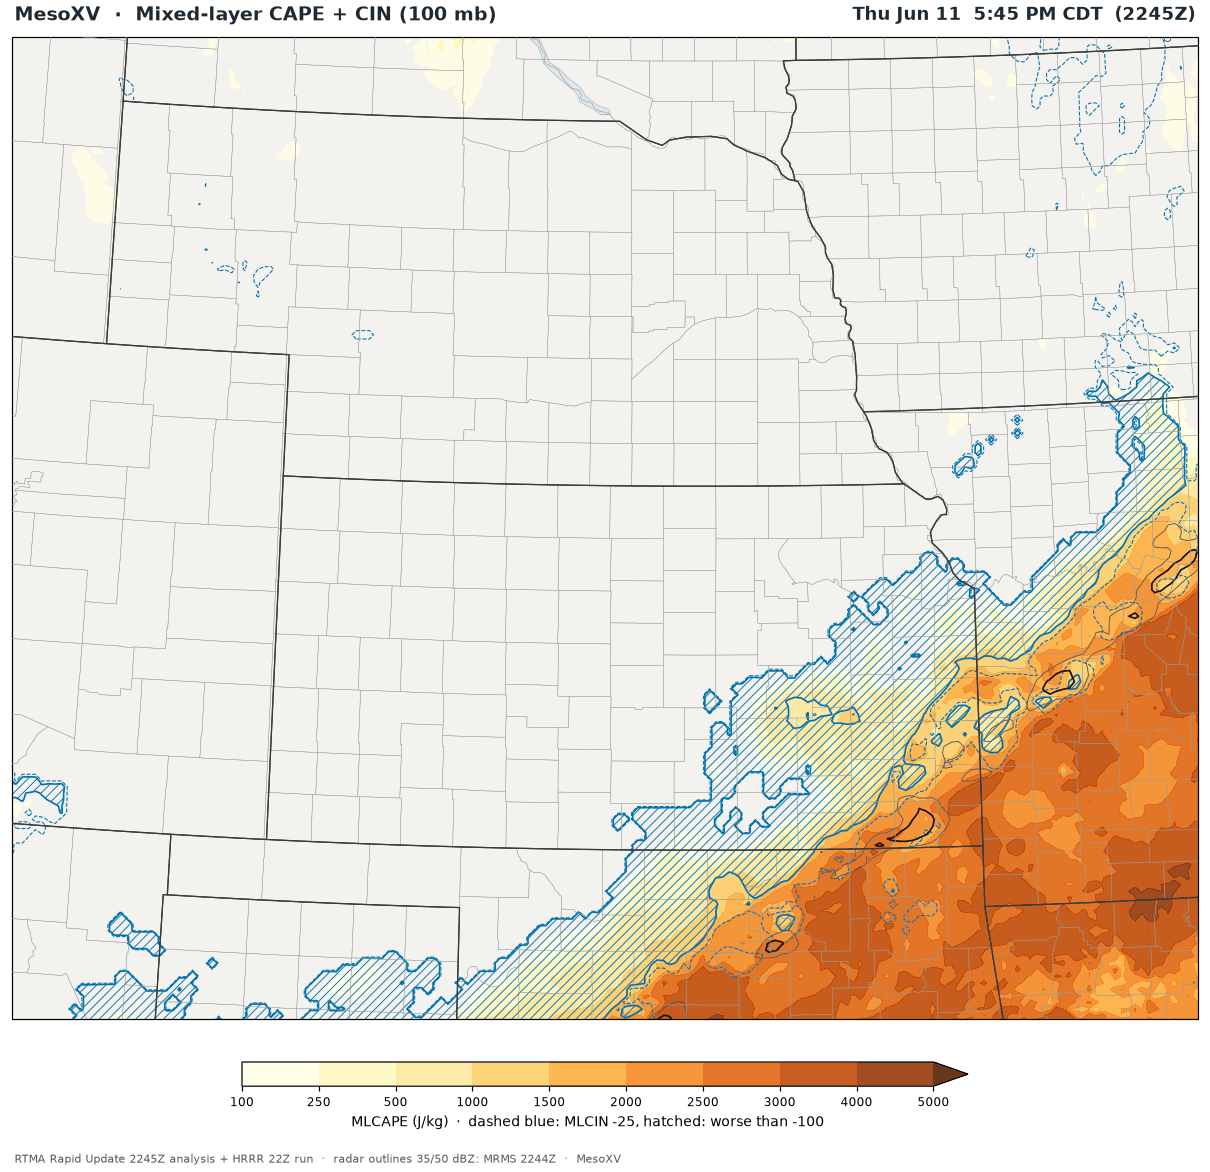 MesoXV · Mixed-layer CAPE + CIN (100 mb)
Thu Jun 11 5:45 PM CDT (2245Z)
100 250 500 1000 1500 2000 2500 3000 4000 5000
MLCAPE (J/kg) · dashed blue: MLCIN -25, hatched: worse than -100
RTMA Rapid Update 2245Z analysis + HRRR 22Z run · radar outlines 35/50 dBZ: MRMS 2244Z · MesoXV